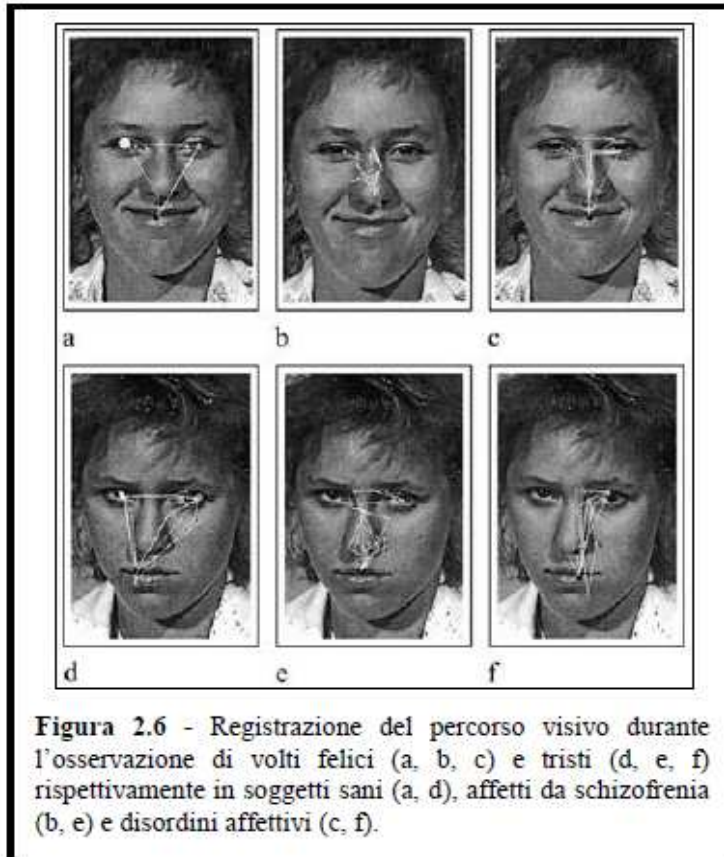 a b c
d e f
Figura 2.6 - Registrazione del percorso visivo durante
l'osservazione di volti felici (a, b, c) e tristi (d, e, f)
rispettivamente in soggetti sani (a, d), affetti da schizofrenia
(b, e) e disordini affettivi (c, f).